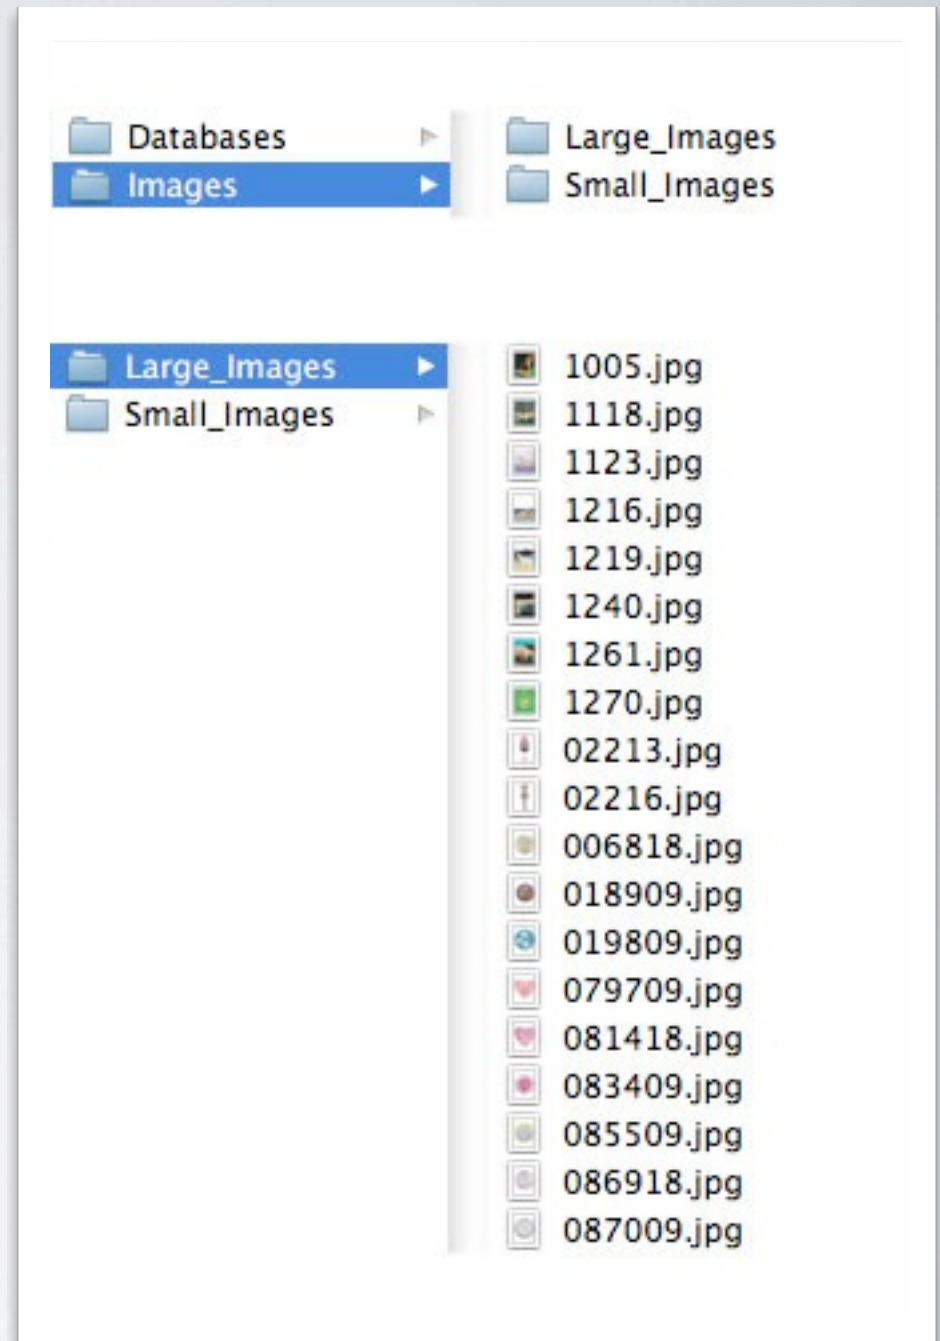 Databases
Images
Large_Images
Small_Images
Large_Images
Small_Images
1005.jpg
1118.jpg
1123.jpg
1216.jpg
1219.jpg
1240.jpg
1261.jpg
1270.jpg
02213.jpg
02216.jpg
006818.jpg
018909.jpg
019809.jpg
079709.jpg
081418.jpg
083409.jpg
085509.jpg
086918.jpg
087009.jpg